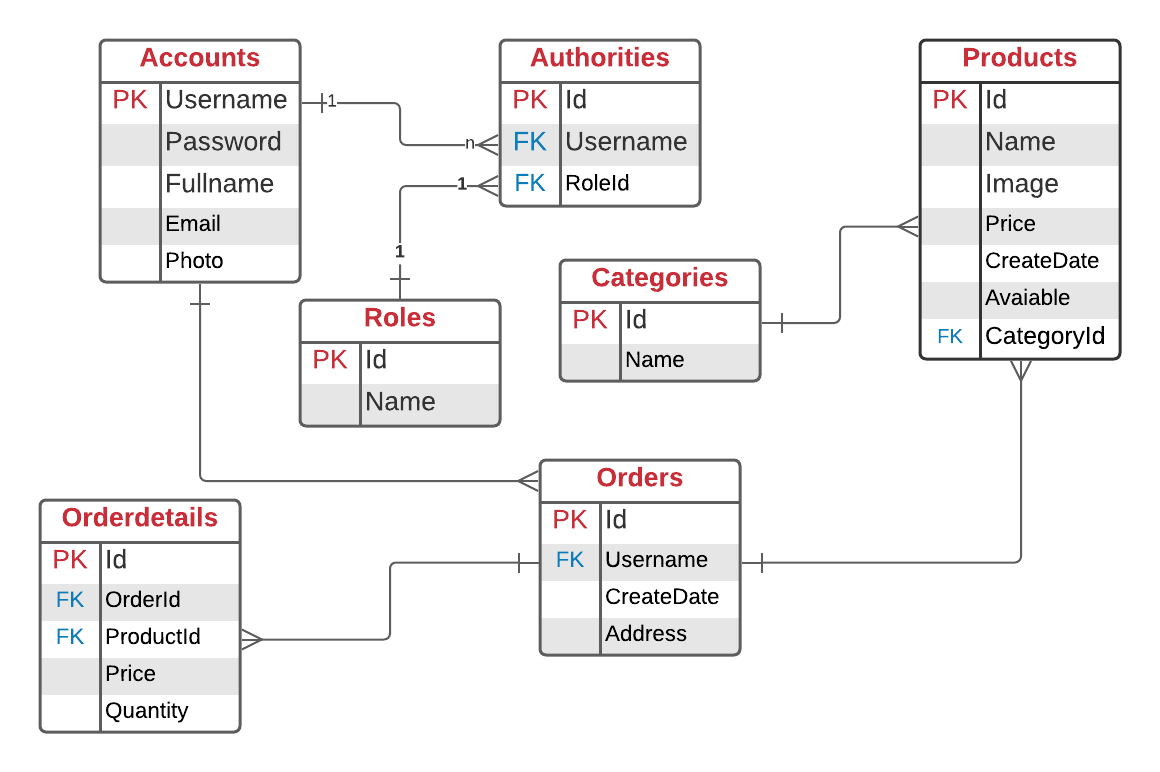 Accounts
PK Username
Password
Fullname
Email
Photo
1
n
Authorities
PK Id
FK Username
FK RoleId
1
1
Roles
PK Id
Name
Categories
PK Id
Name
Products
PK Id
Name
Image
Price
CreateDate
Avaiable
FK CategoryId
Orderdetails
PK Id
FK OrderId
FK ProductId
Price
Quantity
Orders
PK Id
FK Username
CreateDate
Address